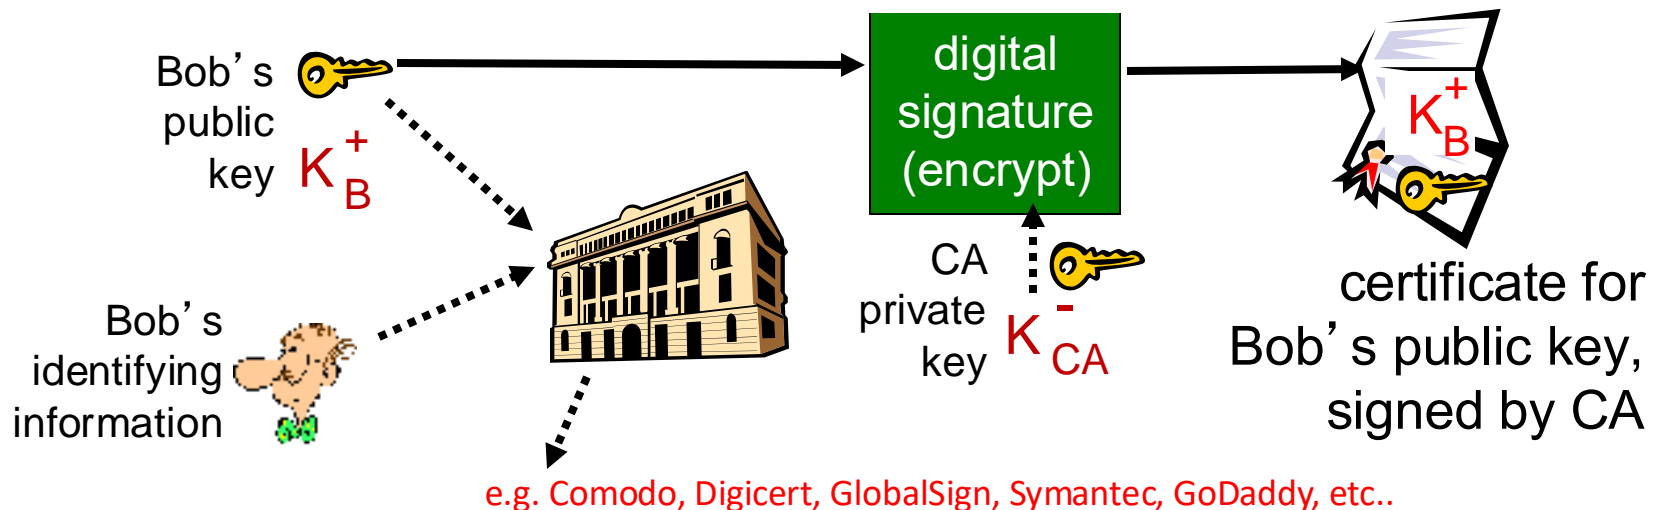 Bob’s
public
key
K + B
digital
signature
(encrypt)
K + B
CA
private
key
K - CA
Bob’s
identifying
information
certificate for
Bob’s public key,
signed by CA
e.g. Comodo, Digicert, GlobalSign, Symantec, GoDaddy, etc..